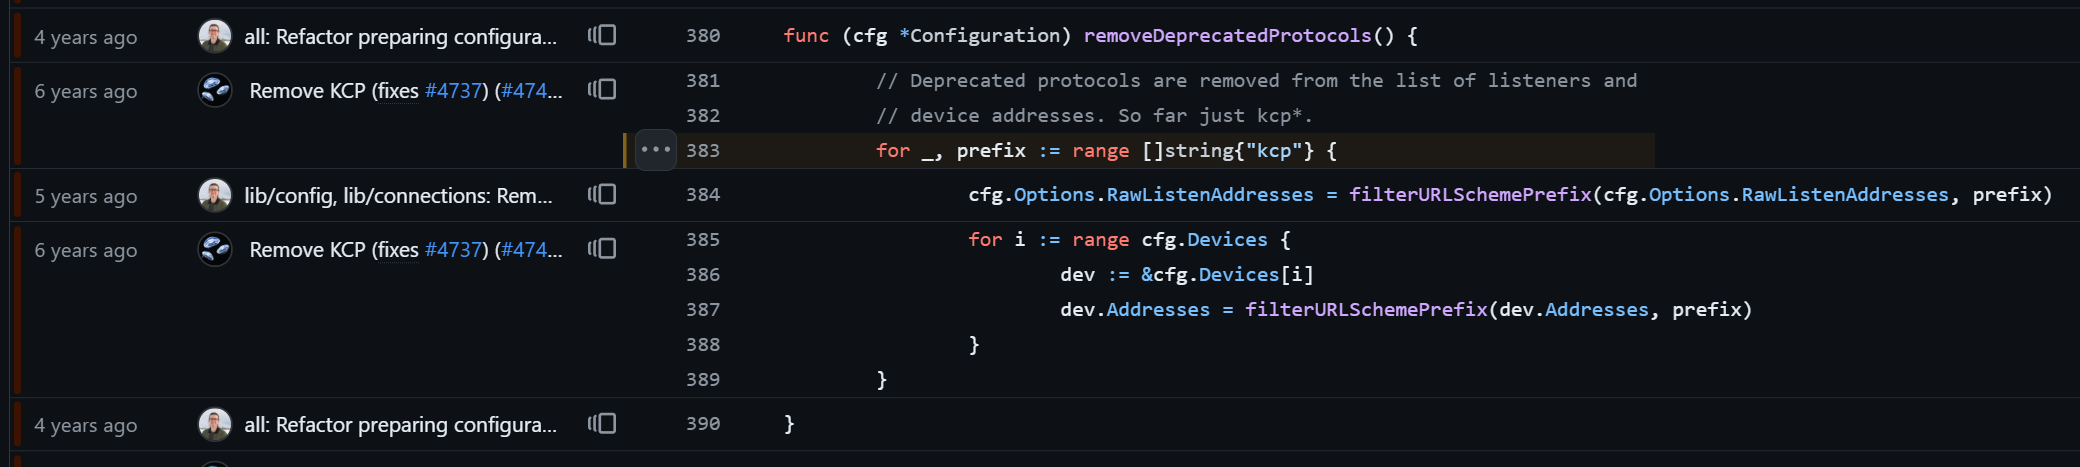 4 years ago all: Refactor preparing configura... 380 func (cfg *Configuration) removeDeprecatedProtocols() {
6 years ago Remove KCP (fixes #4737) (#474... 381 // Deprecated protocols are removed from the list of listeners and
382 // device addresses. So far just kcp*.
383 for _, prefix := range []string{"kcp"} {
5 years ago lib/config, lib/connections: Rem... 384 cfg.Options.RawListenAddresses = filterURLSchemePrefix(cfg.Options.RawListenAddresses, prefix)
6 years ago Remove KCP (fixes #4737) (#474... 385 for i := range cfg.Devices {
386 dev := &cfg.Devices[i]
387 dev.Addresses = filterURLSchemePrefix(dev.Addresses, prefix)
388 }
389 }
4 years ago all: Refactor preparing configura... 390 }